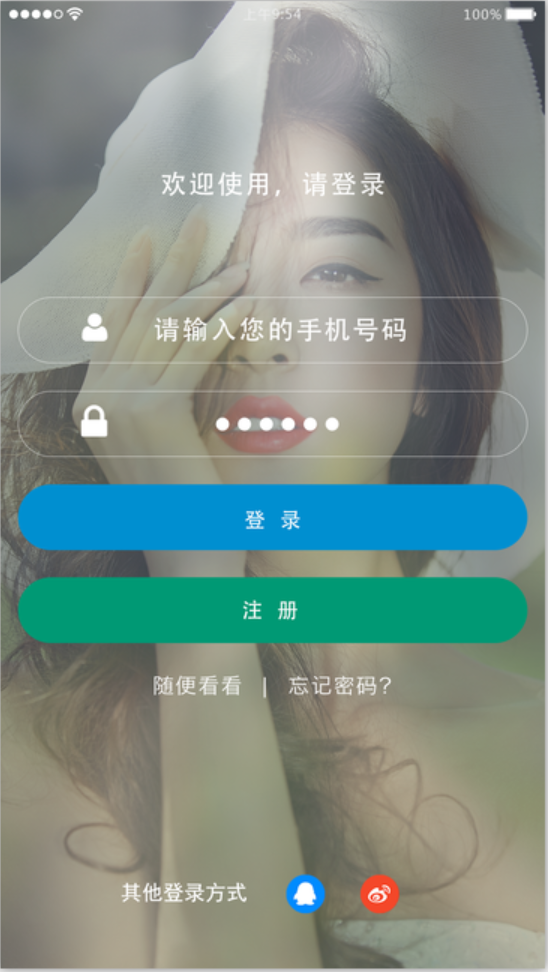 上午9:54 100%
欢迎使用，请登录
请输入您的手机号码
登 录
注 册
随便看看 | 忘记密码?
其他登录方式